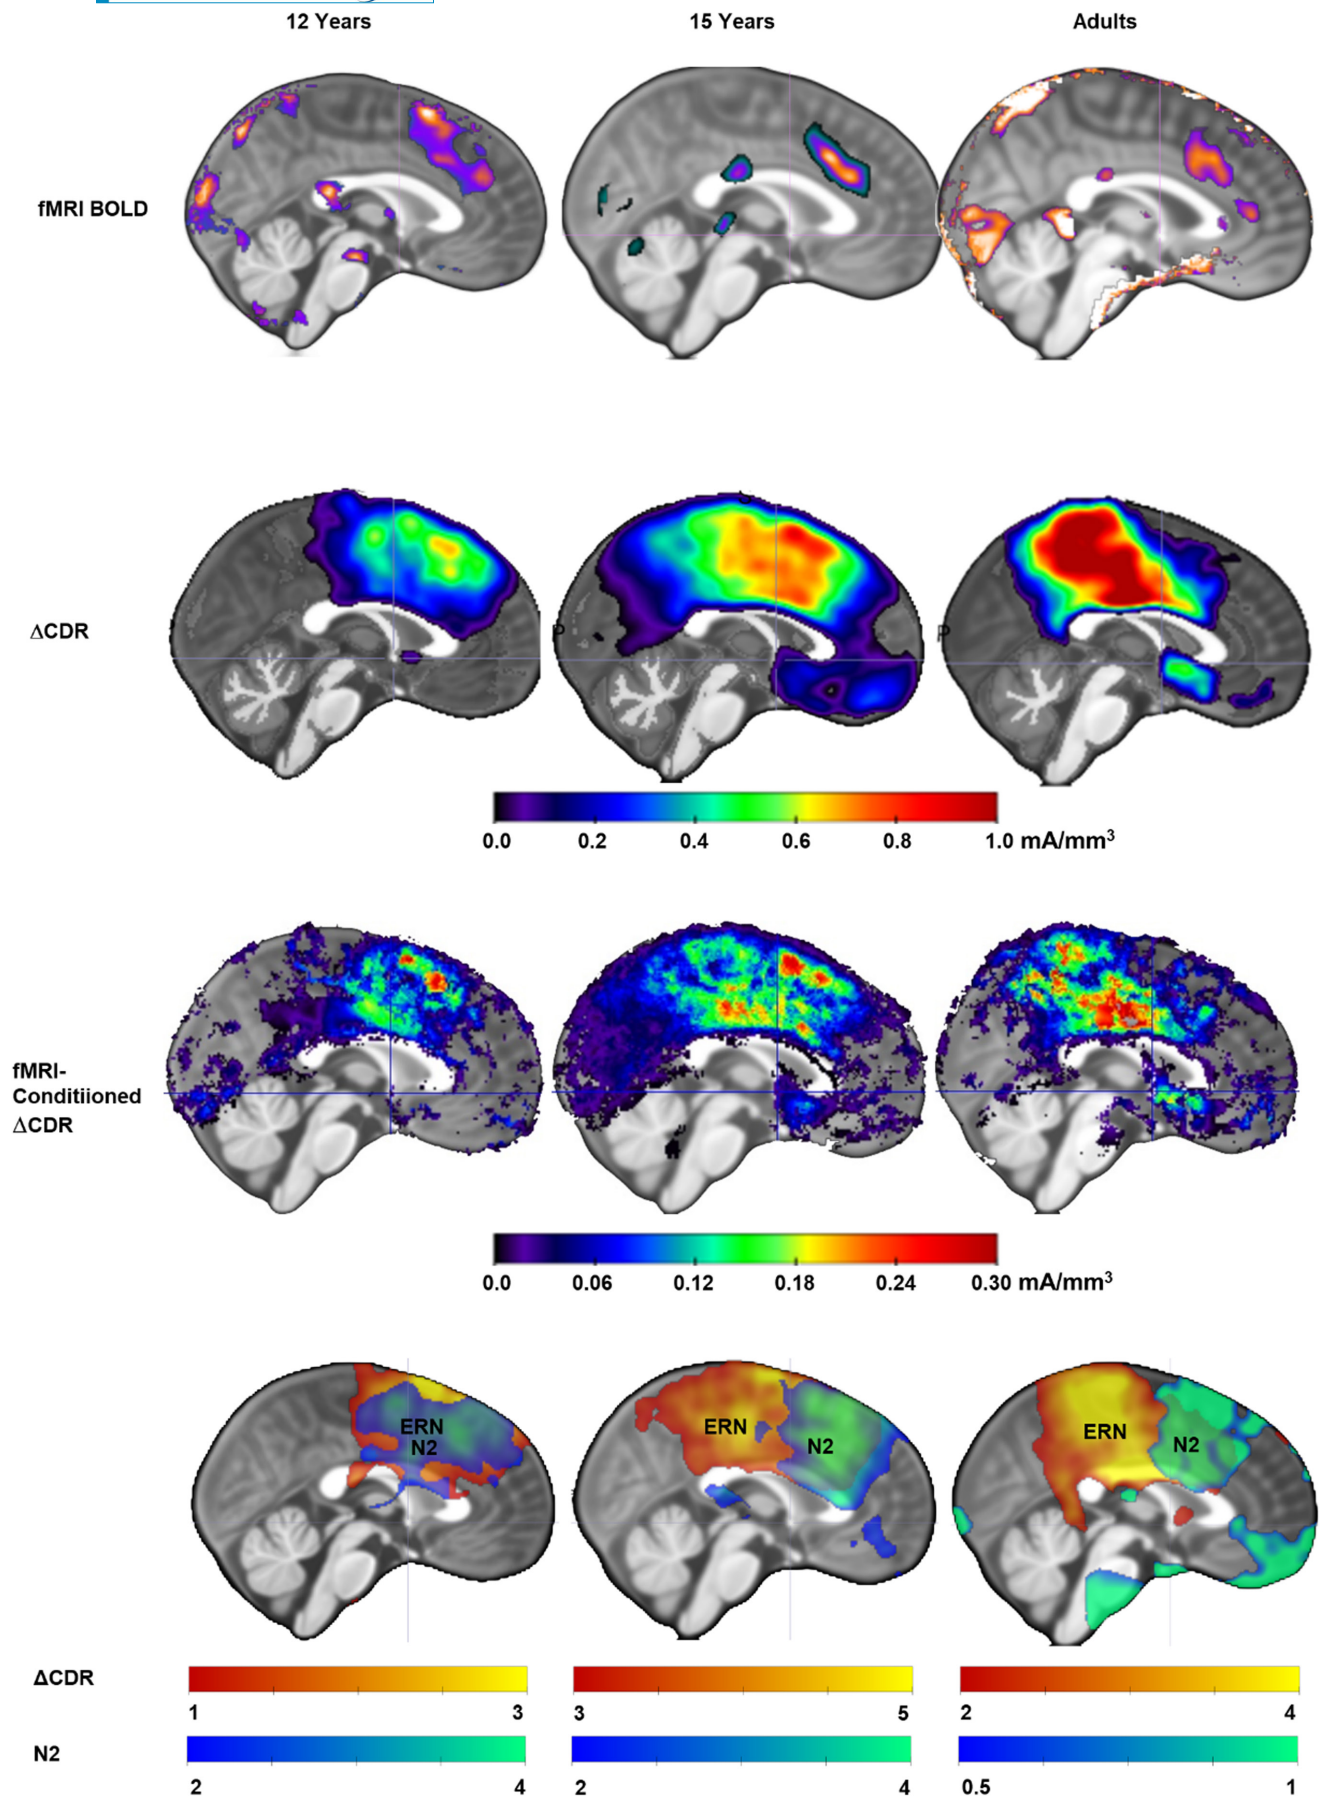 12 Years 15 Years Adults
fMRI BOLD
ΔCDR
P
P
0.0 0.2 0.4 0.6 0.8 1.0 mA/mm³
fMRI-
Conditiioned
ΔCDR
0.0 0.06 0.12 0.18 0.24 0.30 mA/mm³
ERN
N2
ERN
N2
ERN
N2
ΔCDR
1 3 3 5 2 4
N2
2 4 2 4 0.5 1